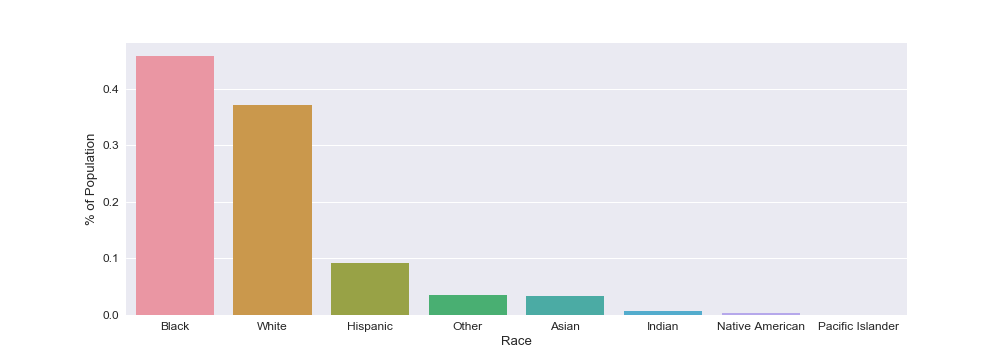 % of Population
0.4
0.3
0.2
0.1
0.0
Black White Hispanic Other Asian Indian Native American Pacific Islander
Race